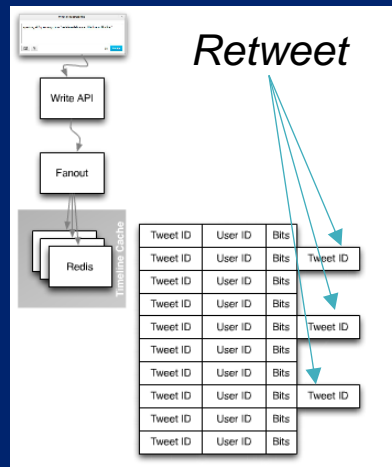 Retweet
Write API
Fanout
Redis
Timeline Cache
Tweet ID User ID Bits
Tweet ID User ID Bits Tweet ID
Tweet ID User ID Bits
Tweet ID User ID Bits
Tweet ID User ID Bits Tweet ID
Tweet ID User ID Bits
Tweet ID User ID Bits
Tweet ID User ID Bits Tweet ID
Tweet ID User ID Bits
Tweet ID User ID Bits